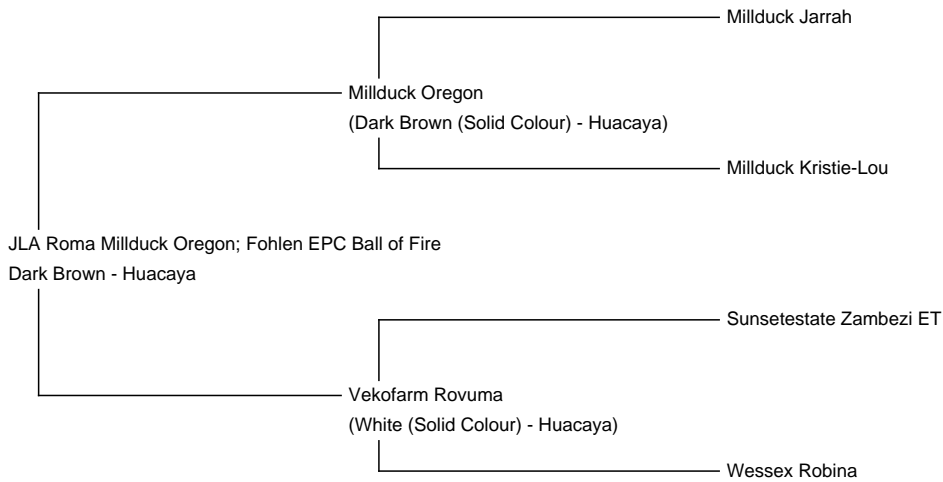 Millduck Jarrah
Millduck Oregon
(Dark Brown (Solid Colour) - Huacaya)
Millduck Kristie-Lou
JLA Roma Millduck Oregon; Fohlen EPC Ball of Fire
Dark Brown - Huacaya
Sunsetestate Zambezi ET
Vekofarm Rovuma
(White (Solid Colour) - Huacaya)
Wessex Robina